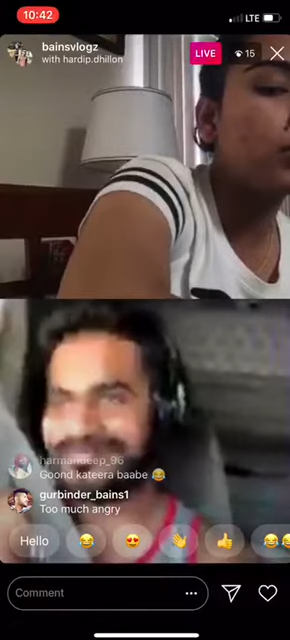 10:42
LTE
bainsvlogz
with hardip.dhillon
LIVE
15
harmandeep_96
Goond kateera baabe 😂
gurbinder_bains1
Too much angry
Hello
Comment